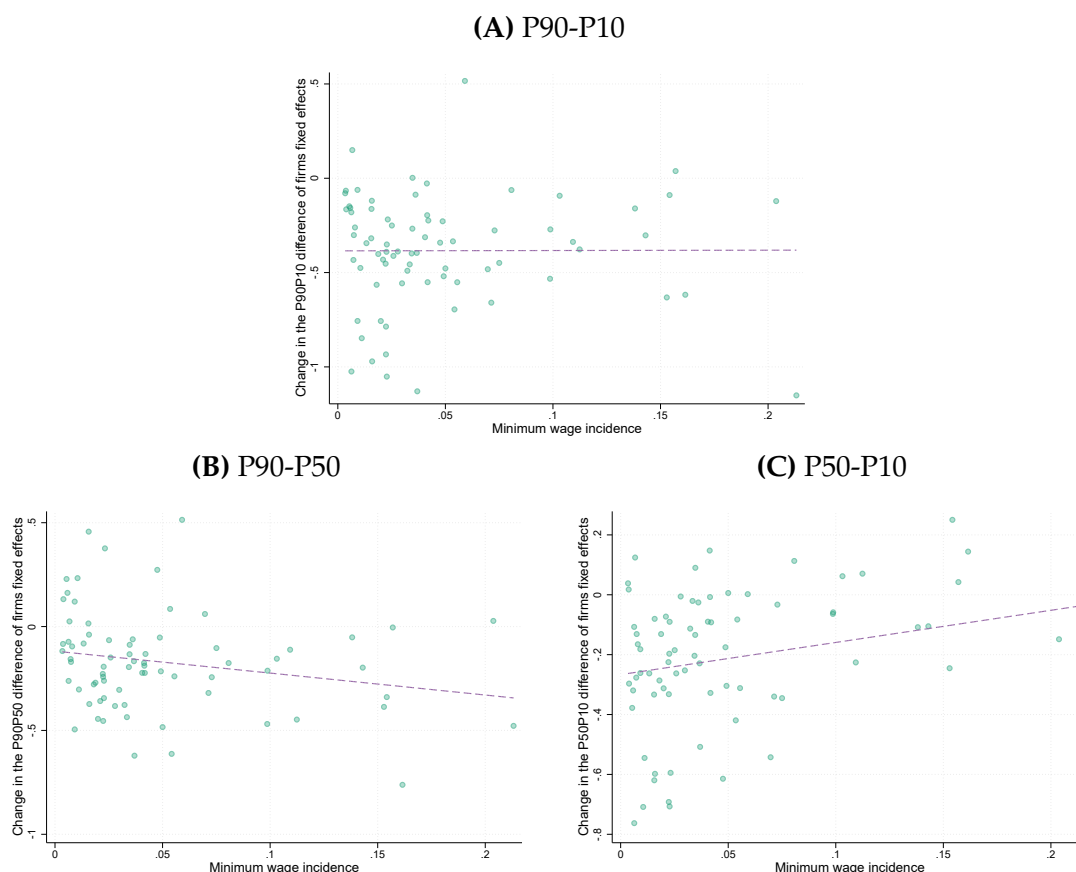 (A) P90-P10
Change in the P90P10 difference of firms fixed effects
.5
0
-.5
-1
0 .05 .1 .15 .2
Minimum wage incidence
(B) P90-P50
Change in the P90P50 difference of firms fixed effects
.5
0
-.5
-1
0 .05 .1 .15 .2
Minimum wage incidence
(C) P50-P10
Change in the P50P10 difference of firms fixed effects
.2
0
-.2
-.4
-.6
-.8
0 .05 .1 .15 .2
Minimum wage incidence